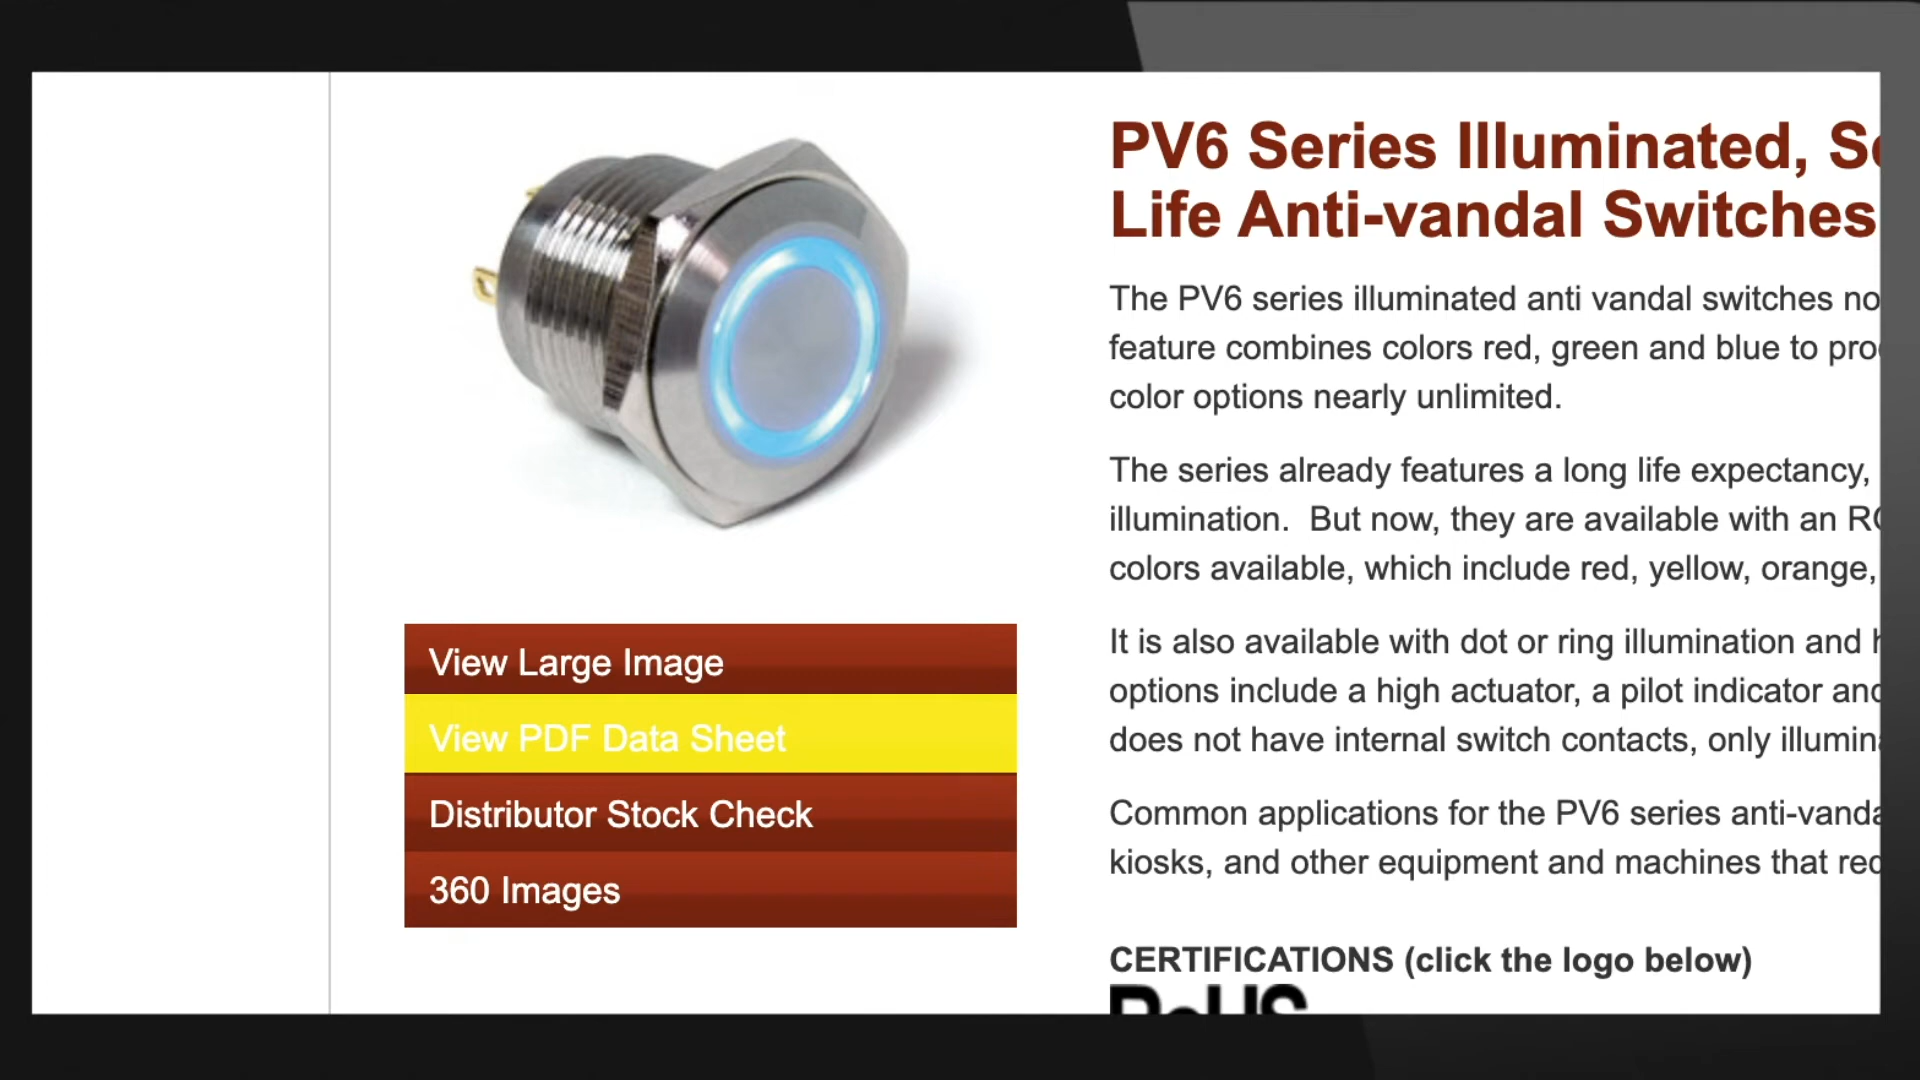 PV6 Series Illuminated,
Life Anti-vandal Switches
The PV6 series illuminated anti vandal switches
feature combines colors red, green and blue to
color options nearly unlimited.
The series already features a long life expectancy,
illumination. But now, they are available with an
colors available, which include red, yellow, orange,
It is also available with dot or ring illumination and
options include a high actuator, a pilot indicator
does not have internal switch contacts, only
Common applications for the PV6 series
kiosks, and other equipment and machines that
CERTIFICATIONS (click the logo below)
RoHS
View Large Image
View PDF Data Sheet
Distributor Stock Check
360 Images